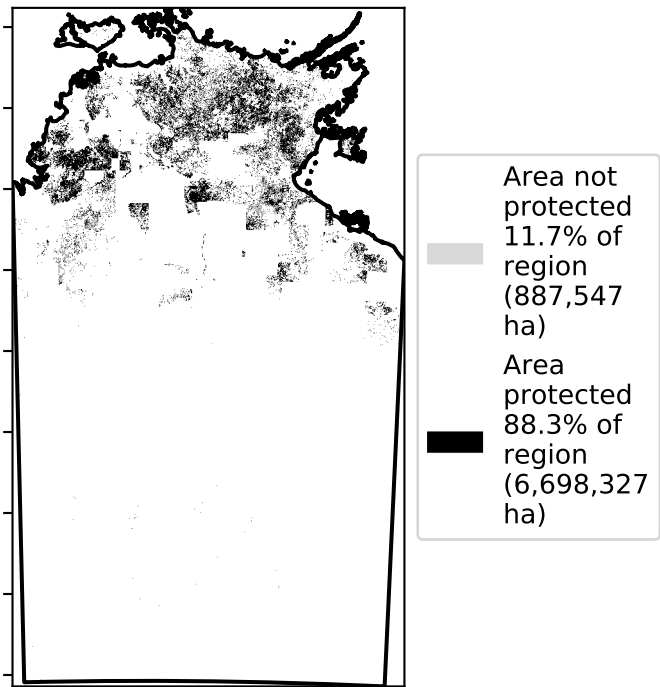 Area not
protected
11.7% of
region
(887,547
ha)
Area
protected
88.3% of
region
(6,698,327
ha)